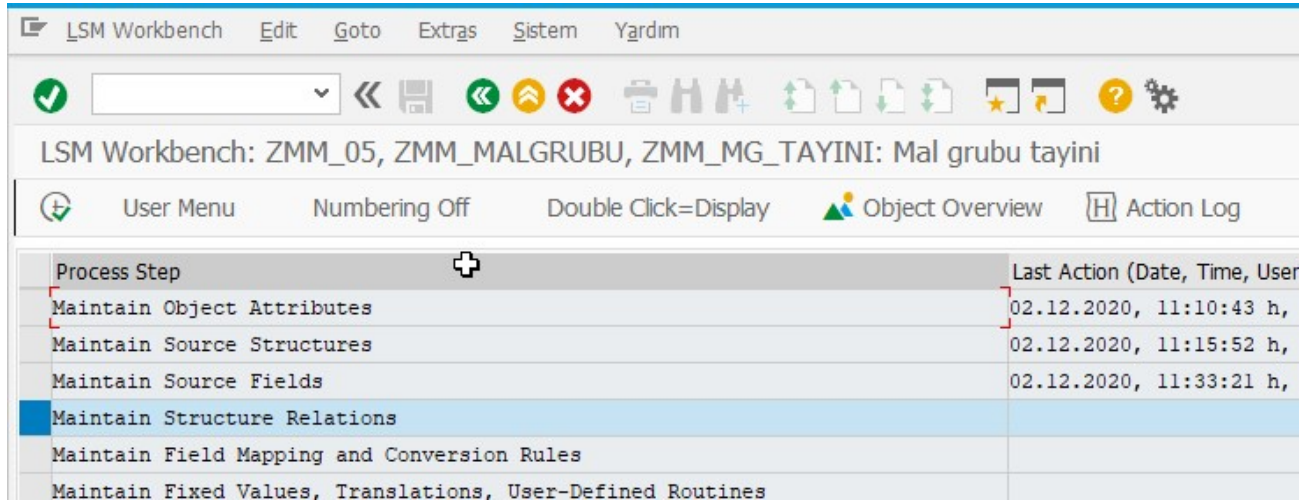 LSM Workbench Edit Goto Extras Sistem Yardım
LSM Workbench: ZMM_05, ZMM_MALGRUBU, ZMM_MG_TAYINI: Mal grubu tayini
User Menu Numbering Off Double Click=Display Object Overview Action Log
Process Step Last Action (Date, Time, User
Maintain Object Attributes 02.12.2020, 11:10:43 h,
Maintain Source Structures 02.12.2020, 11:15:52 h,
Maintain Source Fields 02.12.2020, 11:33:21 h,
Maintain Structure Relations
Maintain Field Mapping and Conversion Rules
Maintain Fixed Values, Translations, User-Defined Routines